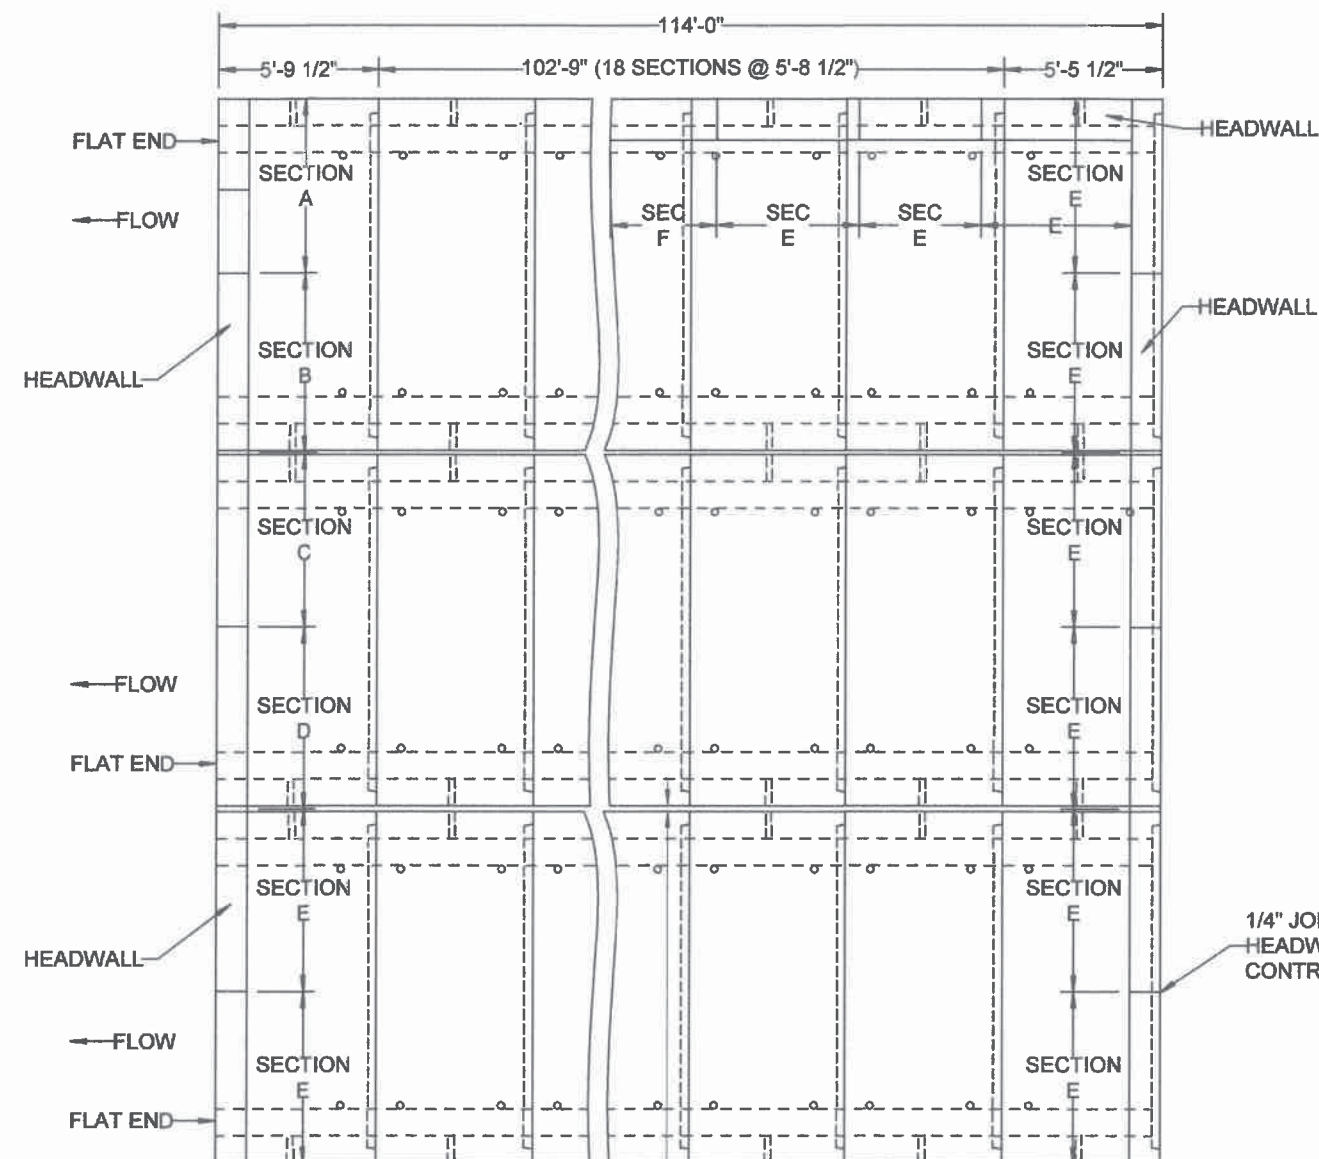 114'-0"
5'-9 1/2"
102'-9" (18 SECTIONS @ 5'-8 1/2")
5'-5 1/2"
FLAT END
HEADWALL
SECTION
A
SECTION
E
FLOW
SEC
F
SEC
E
SEC
E
E
HEADWALL
SECTION
B
SECTION
E
HEADWALL
SECTION
C
SECTION
E
FLOW
SECTION
D
SECTION
E
FLAT END
SECTION
E
SECTION
E
1/4"
HEADWALL
FLOW
SECTION
E
SECTION
E
FLAT END